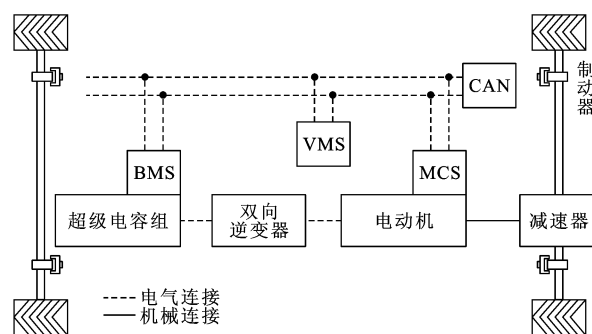 制
动
器
CAN
VMS
BMS
MCS
超级电容组
双向
逆变器
电动机
减速器
电气连接
机械连接